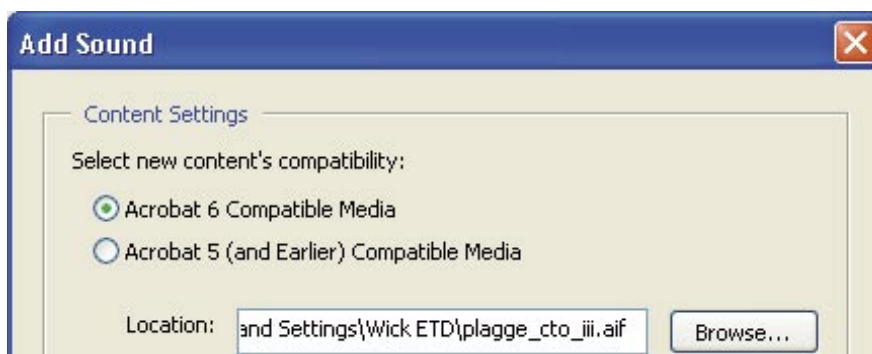 Add Sound
Content Settings
Select new content's compatibility:
Acrobat 6 Compatible Media
Acrobat 5 (and Earlier) Compatible Media
Location: and Settings\Wick ETD\plagge_cto_iii.aif Browse...